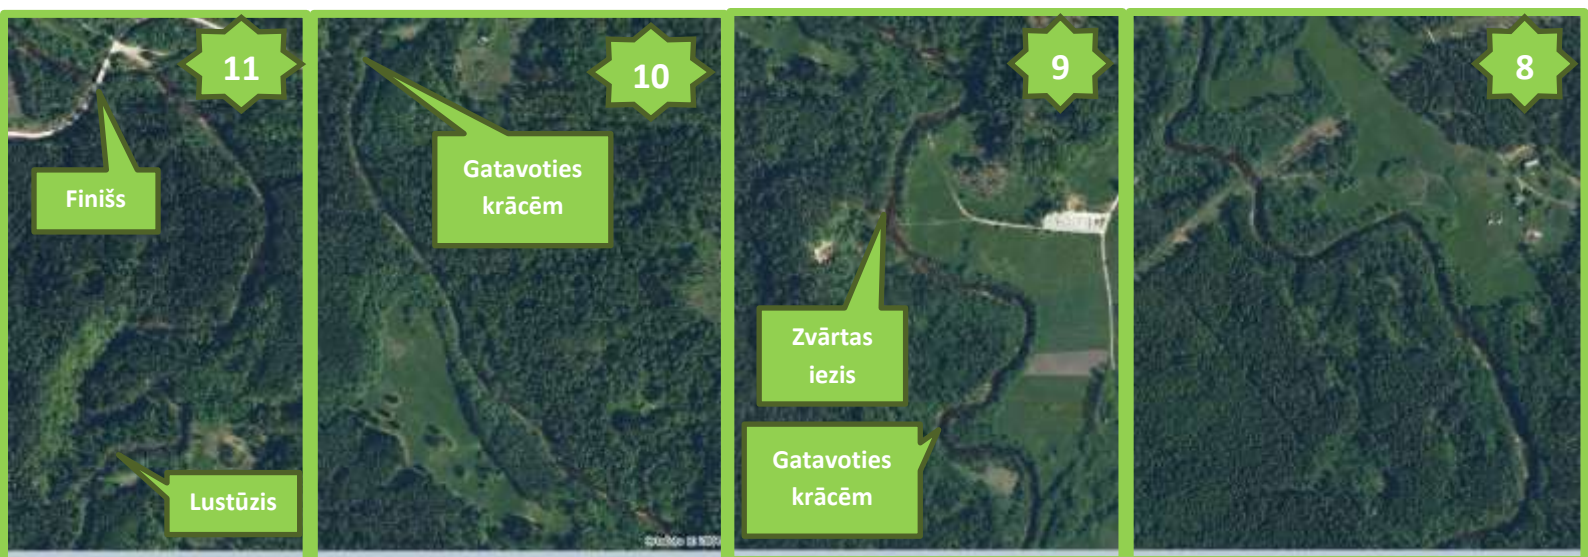 11
Finišs
Lustūzis
10
Gatavoties
krācēm
9
Zvārtas
iezis
Gatavoties
krācēm
8